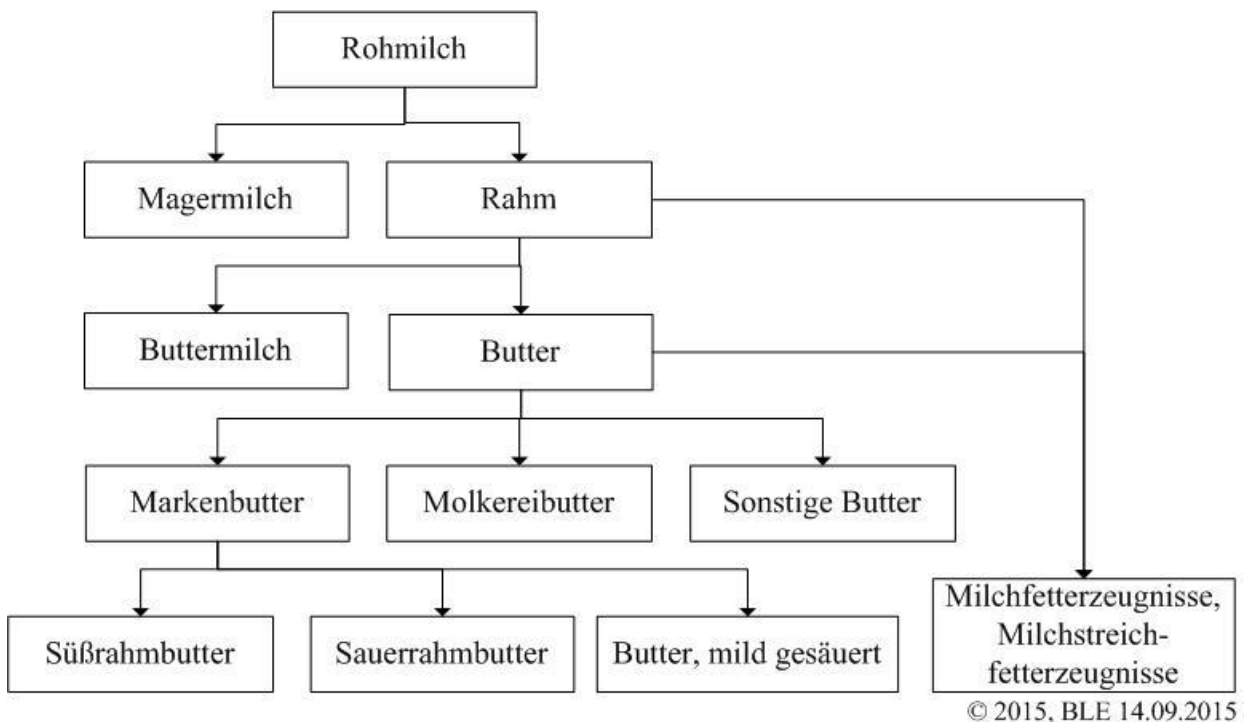 Rohmilch
Magermilch
Rahm
Buttermilch
Butter
Markenbutter
Molkereibutter
Sonstige Butter
Süßrahmbutter
Sauerrahmbutter
Butter, mild gesäuert
Milchfetterzeugnisse,
Milchstreich-
fetterzeugnisse
© 2015, BLE 14.09.2015